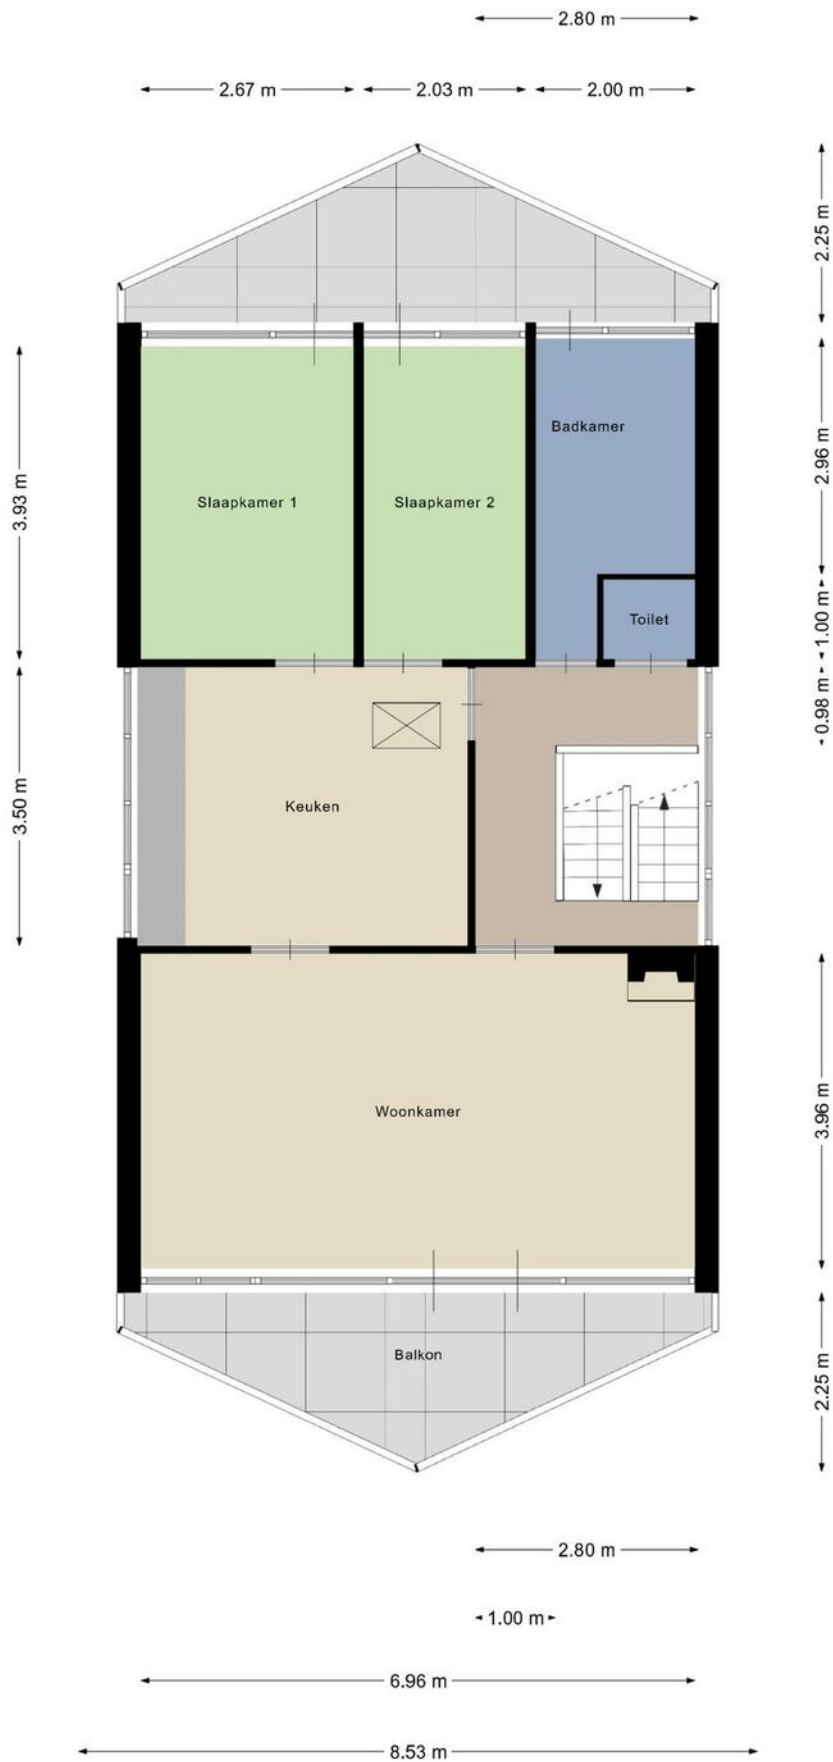 2.80 m
2.67 m
2.03 m
2.00 m
2.25 m
Badkamer
2.96 m
3.93 m
Slaapkamer 1
Slaapkamer 2
1.00 m
Toilet
0.98 m
3.50 m
Keuken
3.96 m
Woonkamer
Balkon
2.25 m
2.80 m
1.00 m
6.96 m
8.53 m